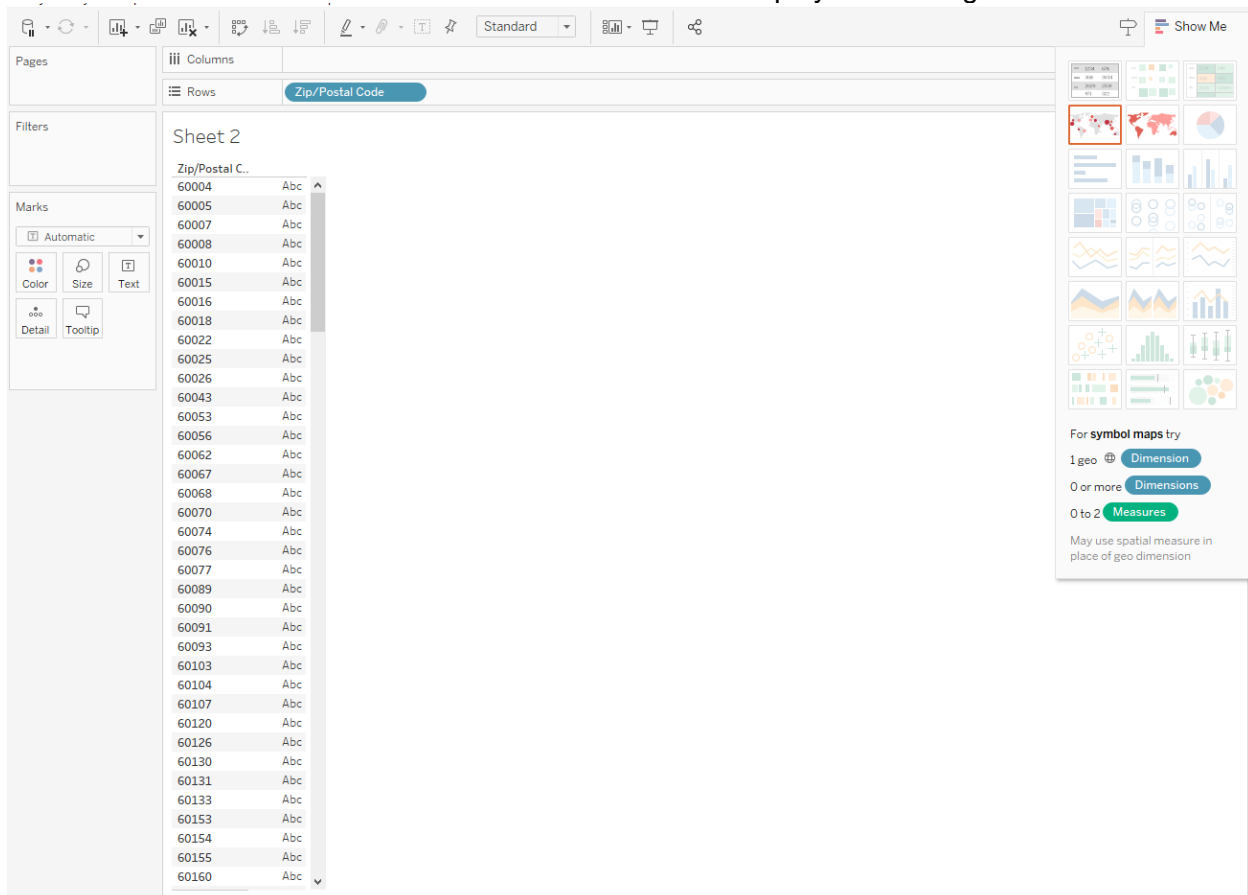 Standard
Show Me
Pages
iii Columns
Rows
Zip/Postal Code
Filters
Marks
Automatic
Color
Size
Text
Detail
Tooltip
Sheet 2
Zip/Postal C..
60004 Abc
60005 Abc
60007 Abc
60008 Abc
60010 Abc
60015 Abc
60016 Abc
60018 Abc
60022 Abc
60025 Abc
60026 Abc
60043 Abc
60053 Abc
60056 Abc
60062 Abc
60067 Abc
60068 Abc
60070 Abc
60074 Abc
60076 Abc
60077 Abc
60089 Abc
60090 Abc
60091 Abc
60093 Abc
60103 Abc
60104 Abc
60107 Abc
60120 Abc
60126 Abc
60130 Abc
60131 Abc
60133 Abc
60153 Abc
60154 Abc
60155 Abc
60160 Abc
For symbol maps try
1 geo Dimension
0 or more Dimensions
0 to 2 Measures
May use spatial measure in
place of geo dimension